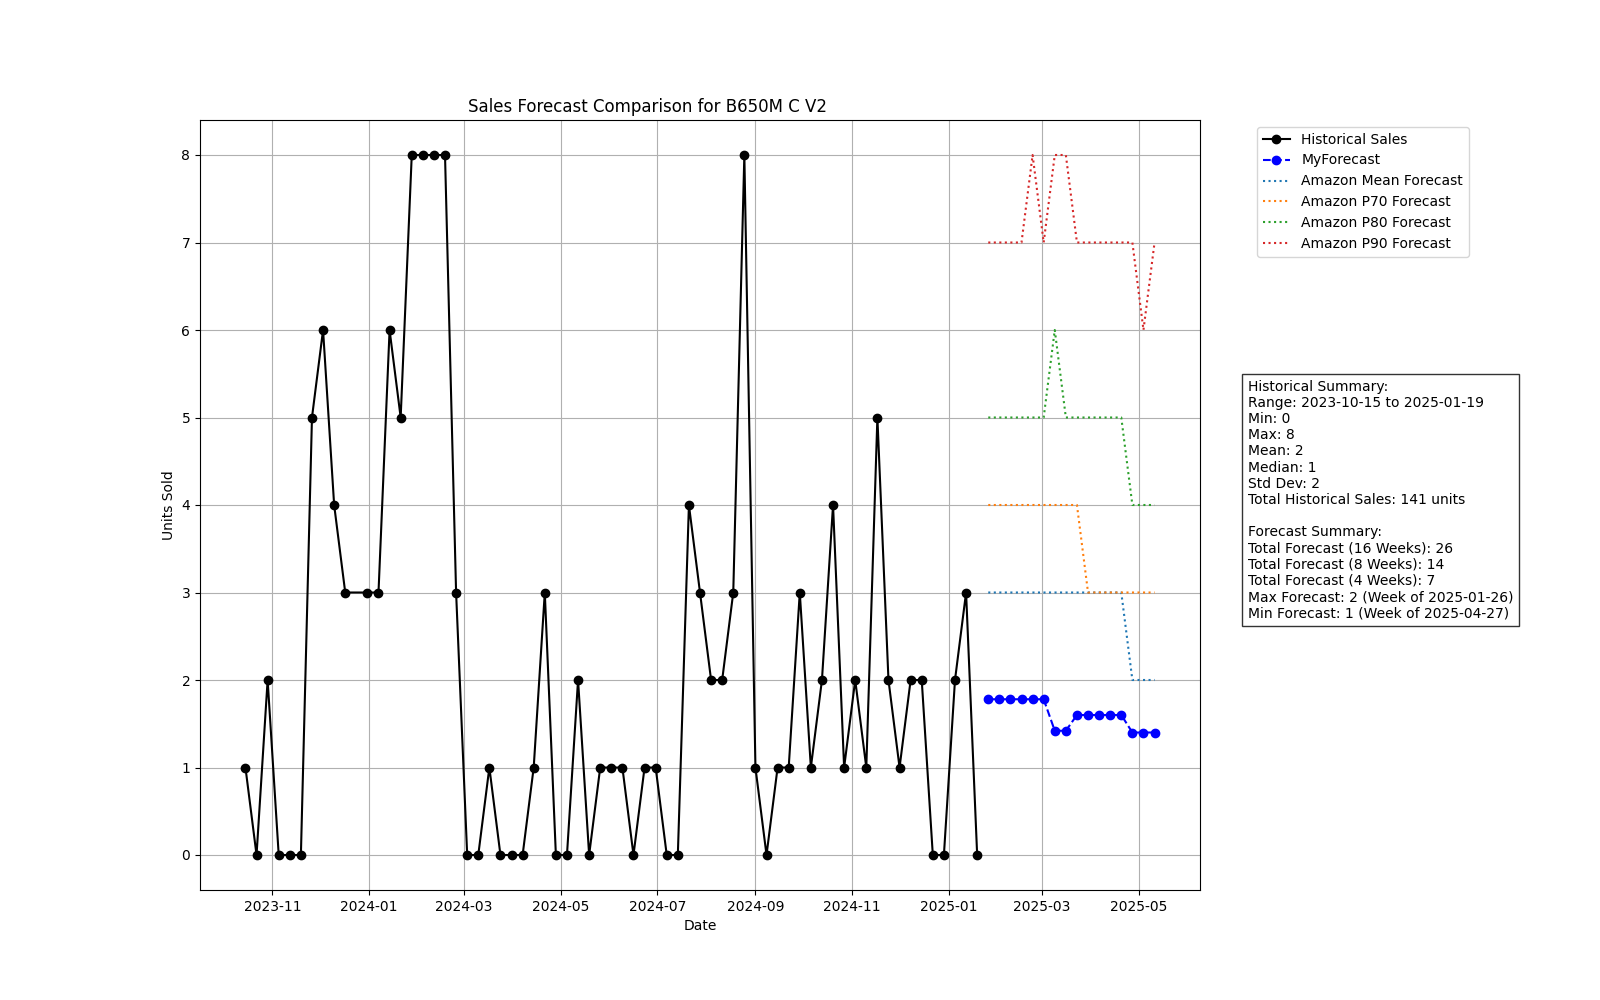 Sales Forecast Comparison for B650M C V2
Historical Sales
MyForecast
Amazon Mean Forecast
Amazon P70 Forecast
Amazon P80 Forecast
Amazon P90 Forecast
8
7
6
5
4
3
2
1
0
Units Sold
2023-11
2024-01
2024-03
2024-05
2024-07
2024-09
2024-11
2025-01
2025-03
2025-05
Date
Historical Summary:
Range: 2023-10-15 to 2025-01-19
Min: 0
Max: 8
Mean: 2
Median: 1
Std Dev: 2
Total Historical Sales: 141 units
Forecast Summary:
Total Forecast (16 Weeks): 26
Total Forecast (8 Weeks): 14
Total Forecast (4 Weeks): 7
Max Forecast: 2 (Week of 2025-01-26)
Min Forecast: 1 (Week of 2025-04-27)